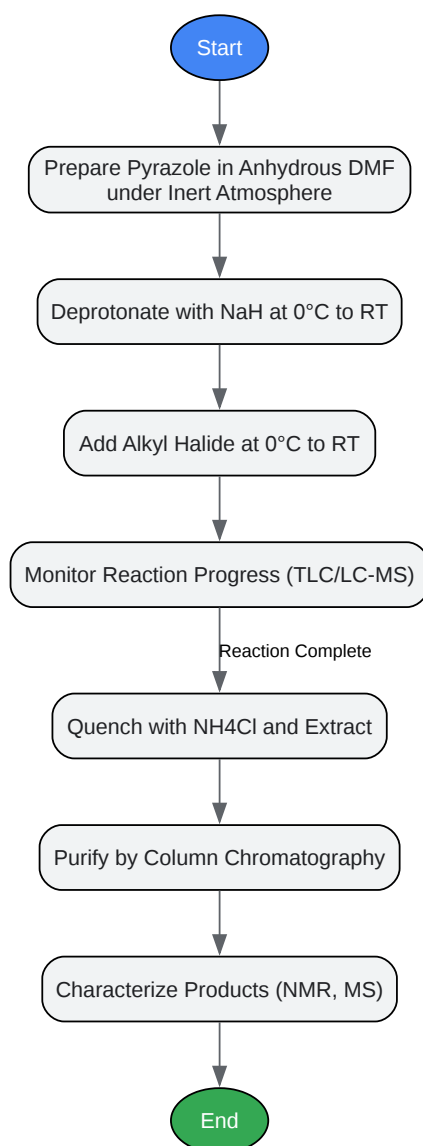 Start
Prepare Pyrazole in Anhydrous DMF
under Inert Atmosphere
Deprotonate with NaH at 0°C to RT
Add Alkyl Halide at 0°C to RT
Monitor Reaction Progress (TLC/LC-MS)
Reaction Complete
Quench with NH4Cl and Extract
Purify by Column Chromatography
Characterize Products (NMR, MS)
End